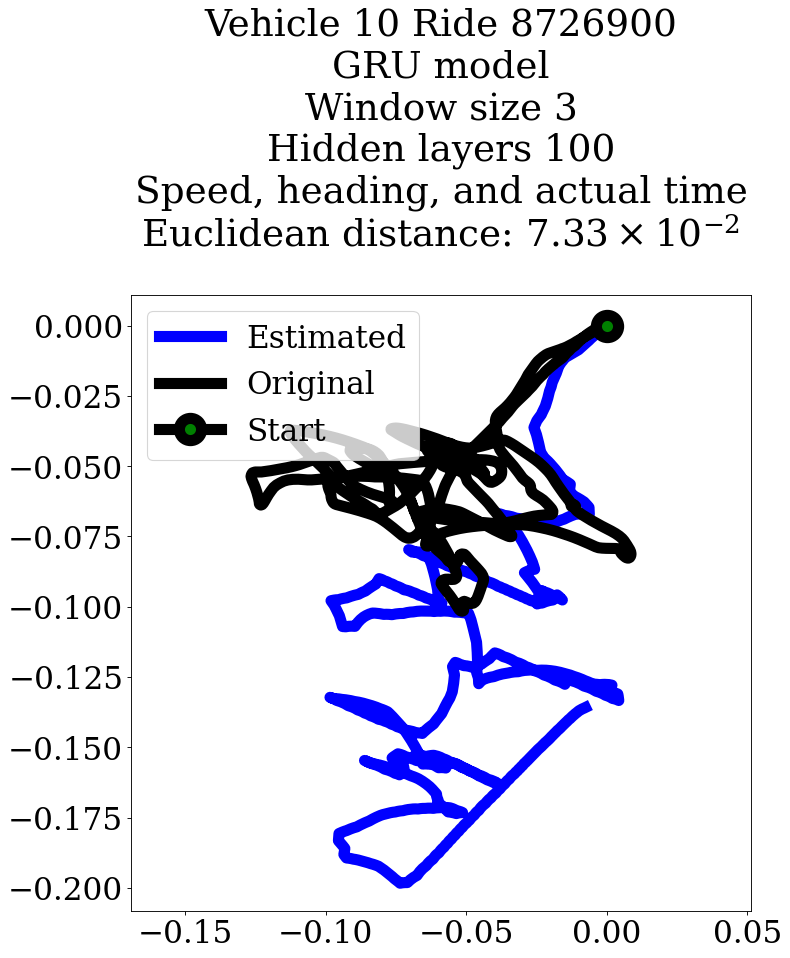 Vehicle 10 Ride 8726900
GRU model
Window size 3
Hidden layers 100
Speed, heading, and actual time
Euclidean distance: 7.33 × 10⁻²
Estimated
Original
Start
0.000
−0.025
−0.050
−0.075
−0.100
−0.125
−0.150
−0.175
−0.200
−0.15
−0.10
−0.05
0.00
0.05